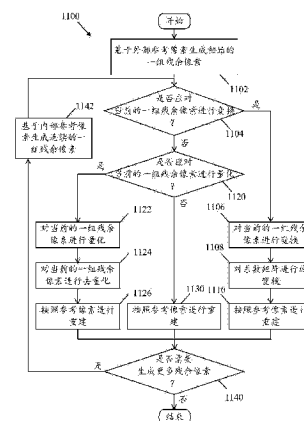 1100
开始
基于外部参考像素生成初始的
一组残余像素
1102
是否应对
当前的一组残余像素进行变换
?
1104
是
否
1142
基于内部参考像
素生成连续的一
组残余像素
是否应对
当前的一组残余像素进行量化
?
1120
是
否
1122
对当前的一组残余
像素进行量化
1124
对当前的一组残余
像素进行去量化
1126
按照参考像素进行
重建
1130
按照参考像素进行重
建
1106
对当前的一组残余
像素进行变换
1108
对系数矩阵进行逆
变换
1110
按照参考像素进行
重建
是否需要
生成更多残余像素
?
1140
是
否
结束